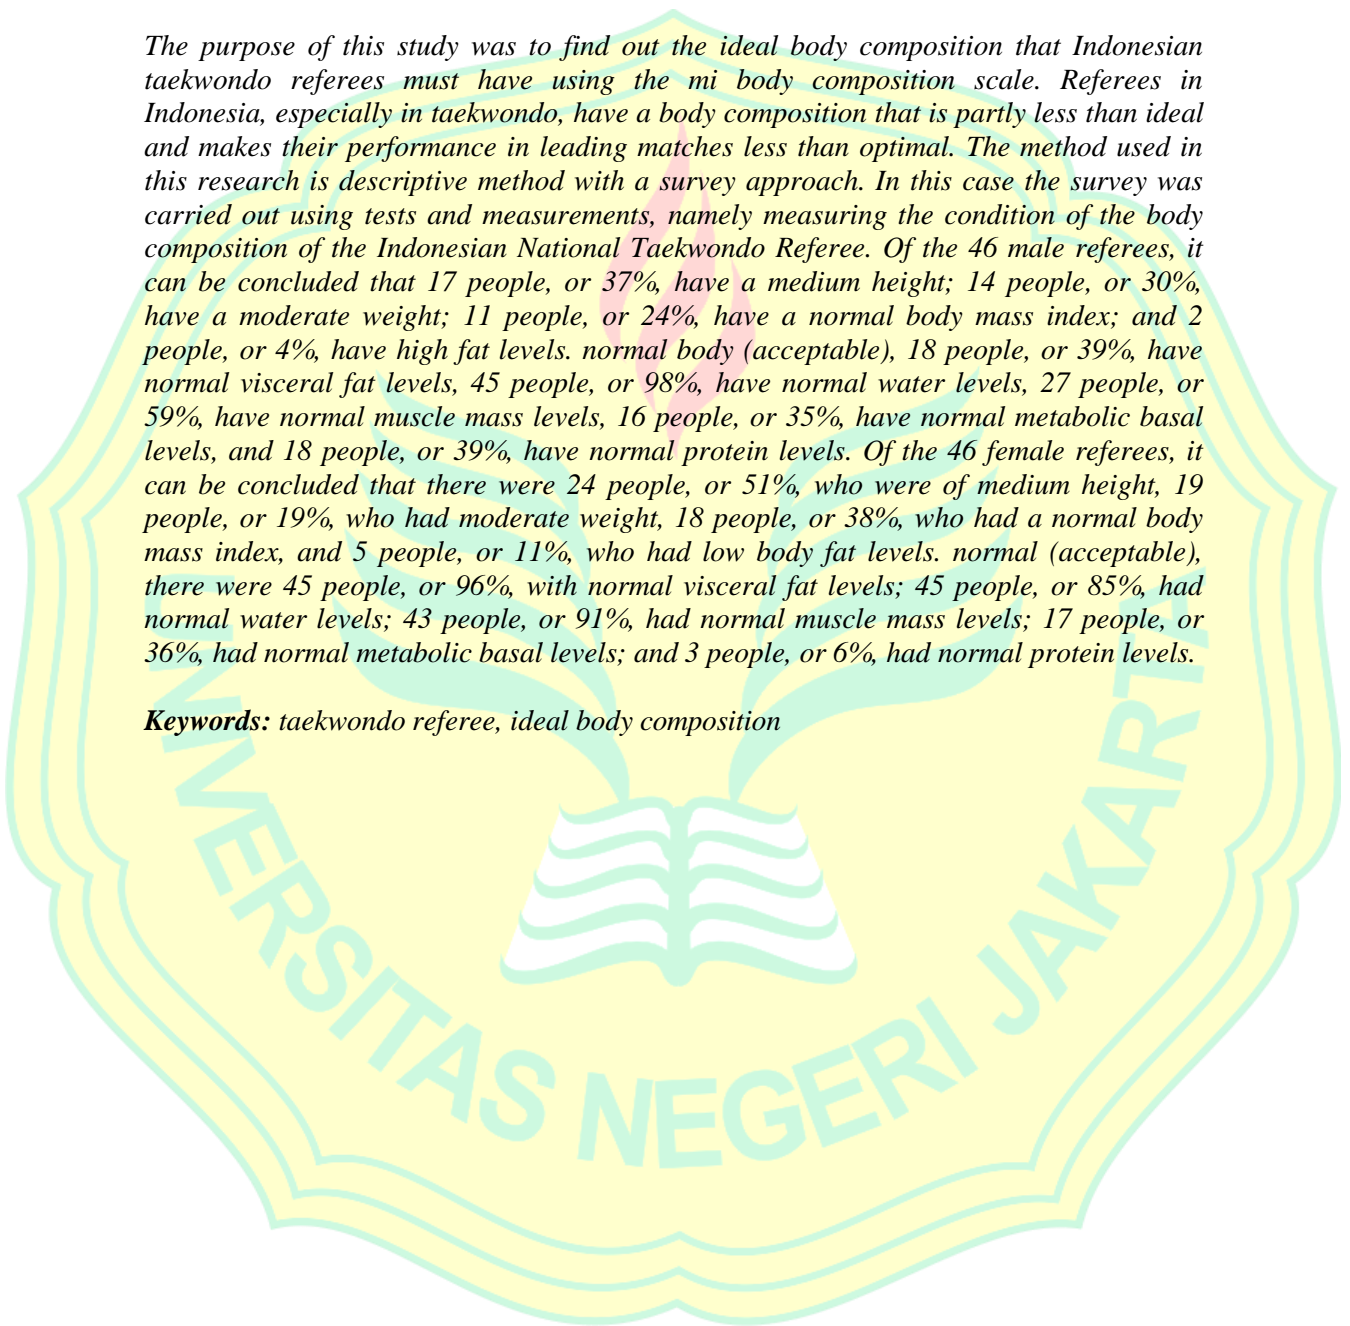 The purpose of this study was to find out the ideal body composition that Indonesian
taekwondo referees must have using the mi body composition scale. Referees in
Indonesia, especially in taekwondo, have a body composition that is partly less than ideal
and makes their performance in leading matches less than optimal. The method used in
this research is descriptive method with a survey approach. In this case the survey was
carried out using tests and measurements, namely measuring the condition of the body
composition of the Indonesian National Taekwondo Referee. Of the 46 male referees, it
can be concluded that 17 people, or 37%, have a medium height; 14 people, or 30%,
have a moderate weight; 11 people, or 24%, have a normal body mass index; and 2
people, or 4%, have high fat levels. normal body (acceptable), 18 people, or 39%, have
normal visceral fat levels, 45 people, or 98%, have normal water levels, 27 people, or
59%, have normal muscle mass levels, 16 people, or 35%, have normal metabolic basal
levels, and 18 people, or 39%, have normal protein levels. Of the 46 female referees, it
can be concluded that there were 24 people, or 51%, who were of medium height, 19
people, or 19%, who had moderate weight, 18 people, or 38%, who had a normal body
mass index, and 5 people, or 11%, who had low body fat levels. normal (acceptable),
there were 45 people, or 96%, with normal visceral fat levels; 45 people, or 85%, had
normal water levels; 43 people, or 91%, had normal muscle mass levels; 17 people, or
36%, had normal metabolic basal levels; and 3 people, or 6%, had normal protein levels.
Keywords: taekwondo referee, ideal body composition
UNIVERSITAS NEGERI JAKARTA